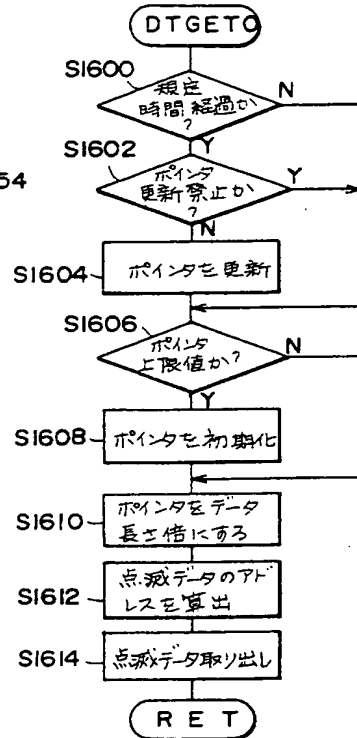 DTGETO
S1600
規定
時間経過か
?
N
Y
S1602
ポインタ
更新禁止か
?
Y
N
54
S1604
ポインタを更新
S1606
ポインタ
上限値か?
N
Y
S1608
ポインタを初期化
S1610
ポインタをデータ
長さ倍にする
S1612
点滅データのアド
レスを算出
S1614
点滅データ取り出し
RET